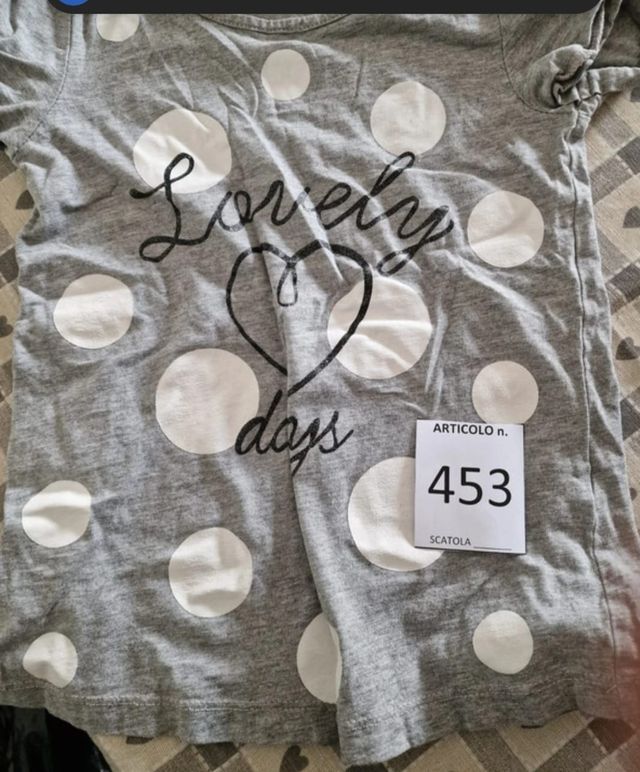 Lovely
days
ARTICOLO n.
453
SCATOLA